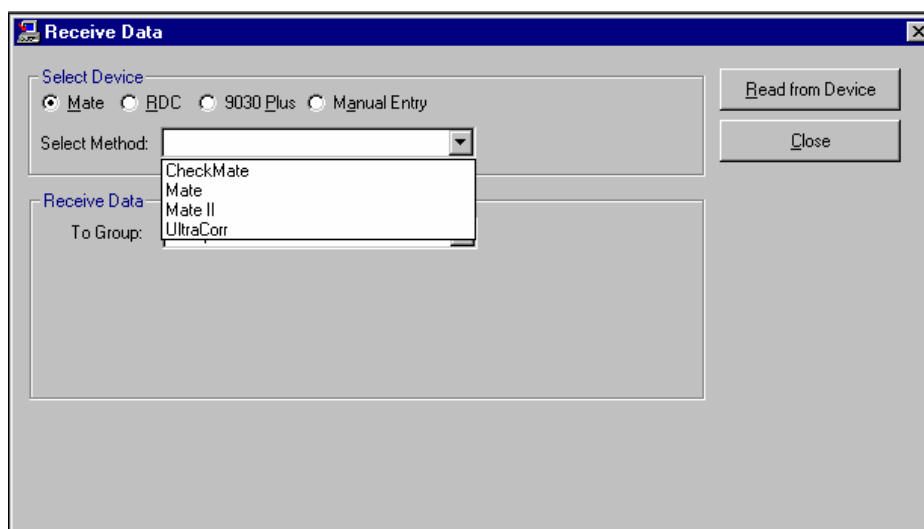 Receive Data
Select Device
Mate RDC 9030 Plus Manual Entry
Read from Device
Select Method:
Close
CheckMate
Mate
Mate II
UltraCorr
Receive Data
To Group: